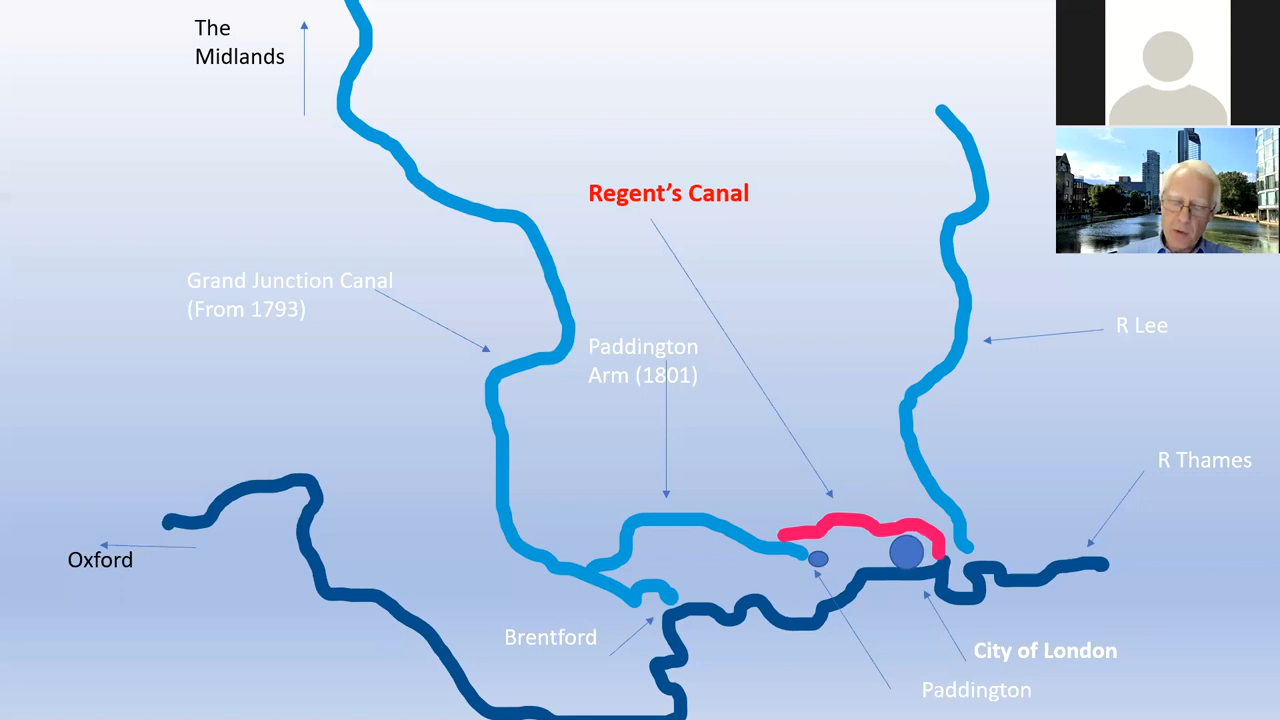 The
Midlands
Regent's Canal
Grand Junction Canal
(From 1793)
Paddington
Arm (1801)
R Lee
R Thames
Oxford
Brentford
City of London
Paddington